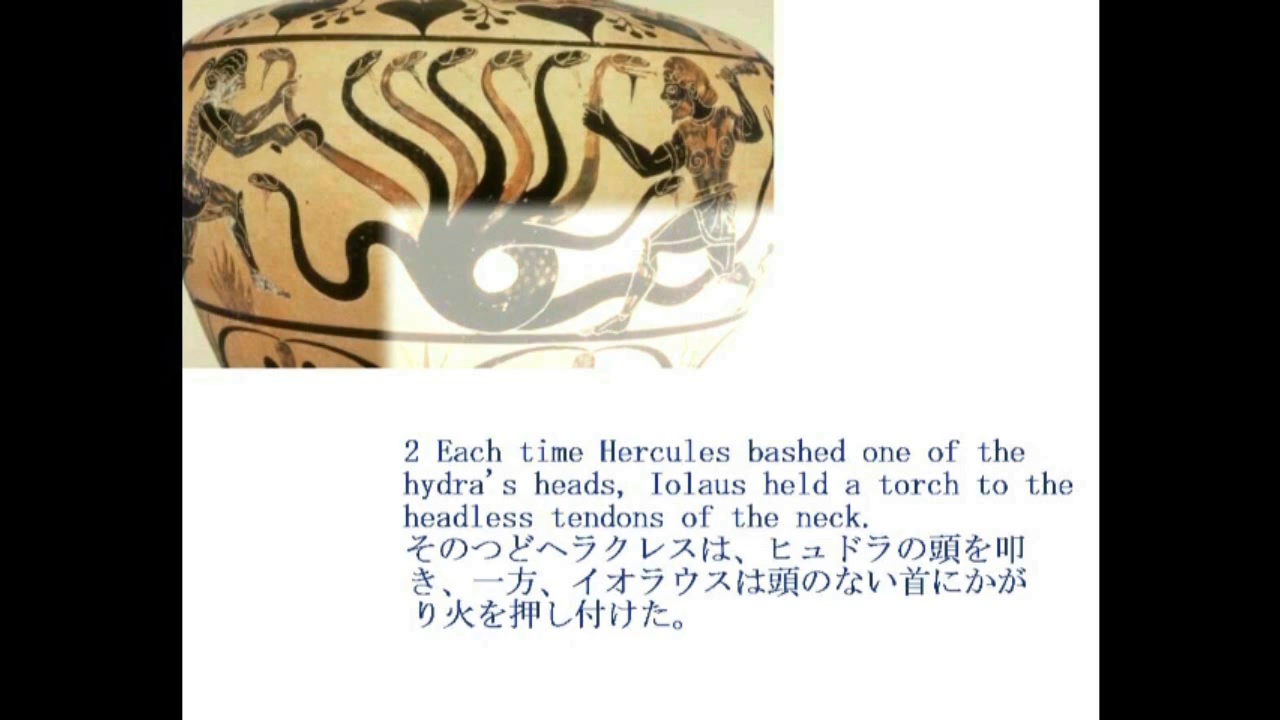 2 Each time Hercules bashed one of the
hydra's heads, Iolaus held a torch to the
headless tendons of the neck.
そのつどヘラクレスは、ヒュドラの頭を叩
き、一方、イオラウスは頭のない首にかが
り火を押し付けた。